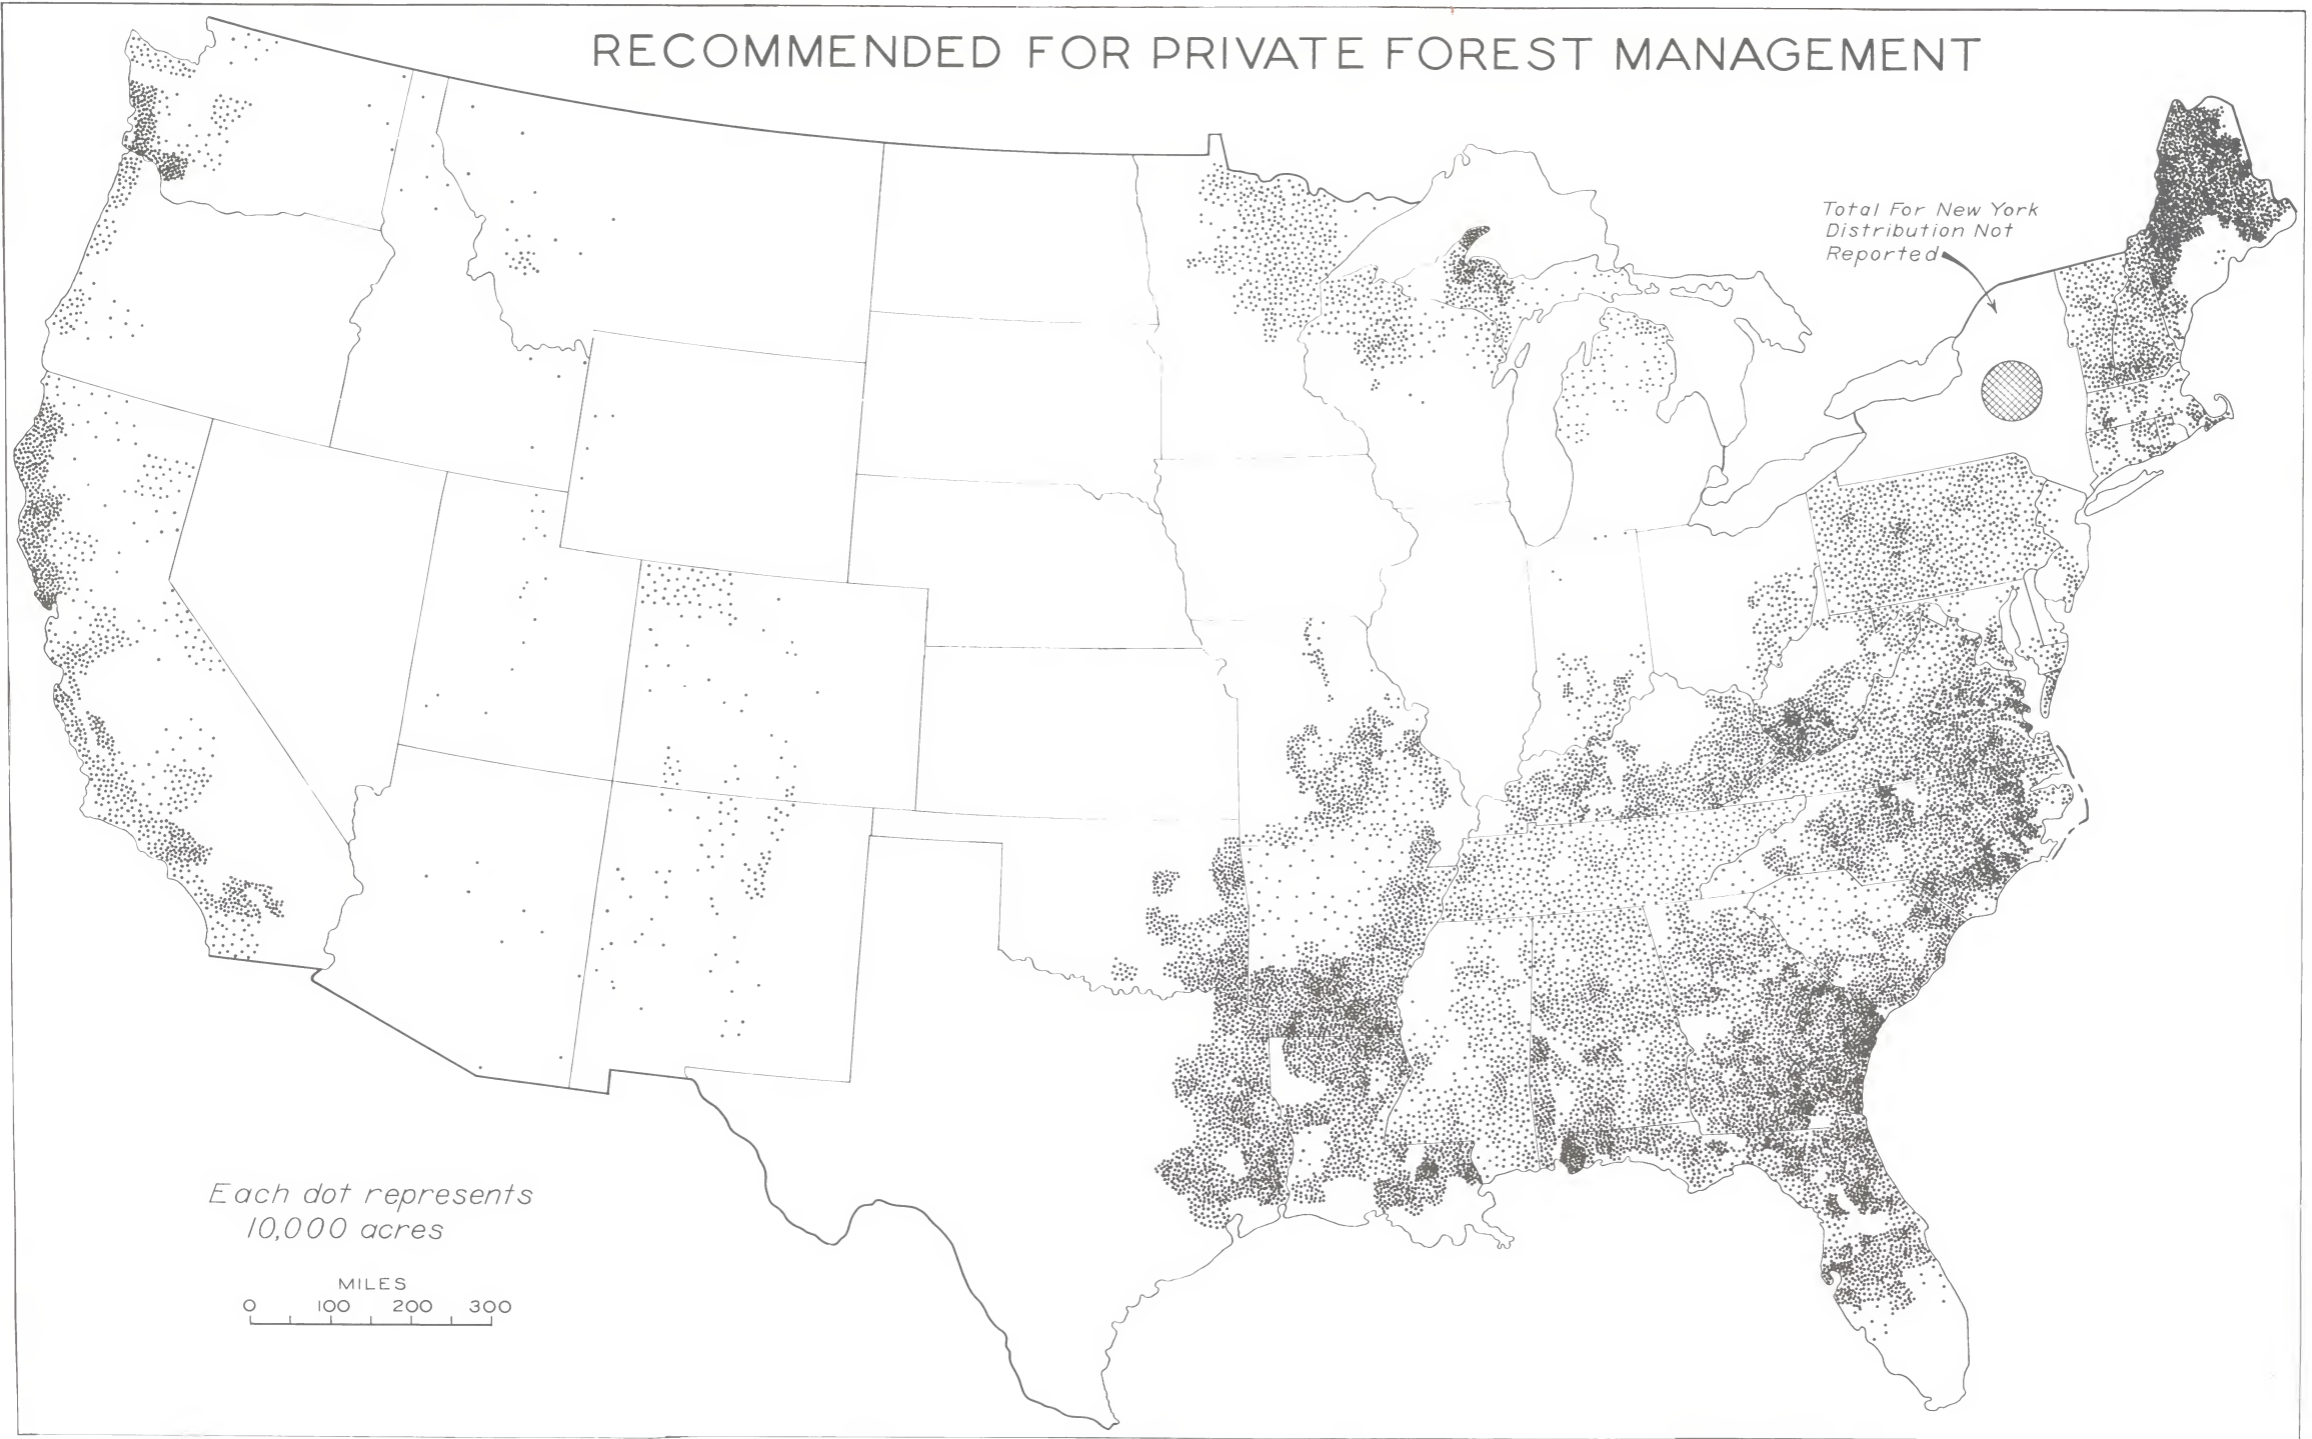 RECOMMENDED FOR PRIVATE FOREST MANAGEMENT
Total For New York
Distribution Not
Reported
Each dot represents
10,000 acres
MILES
0 100 200 300